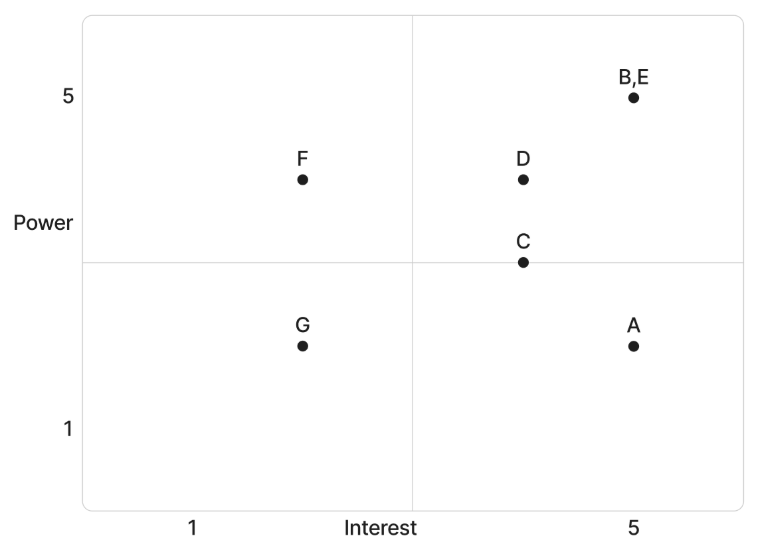 B,E
5
F D
Power
C
G A
1
1 Interest 5